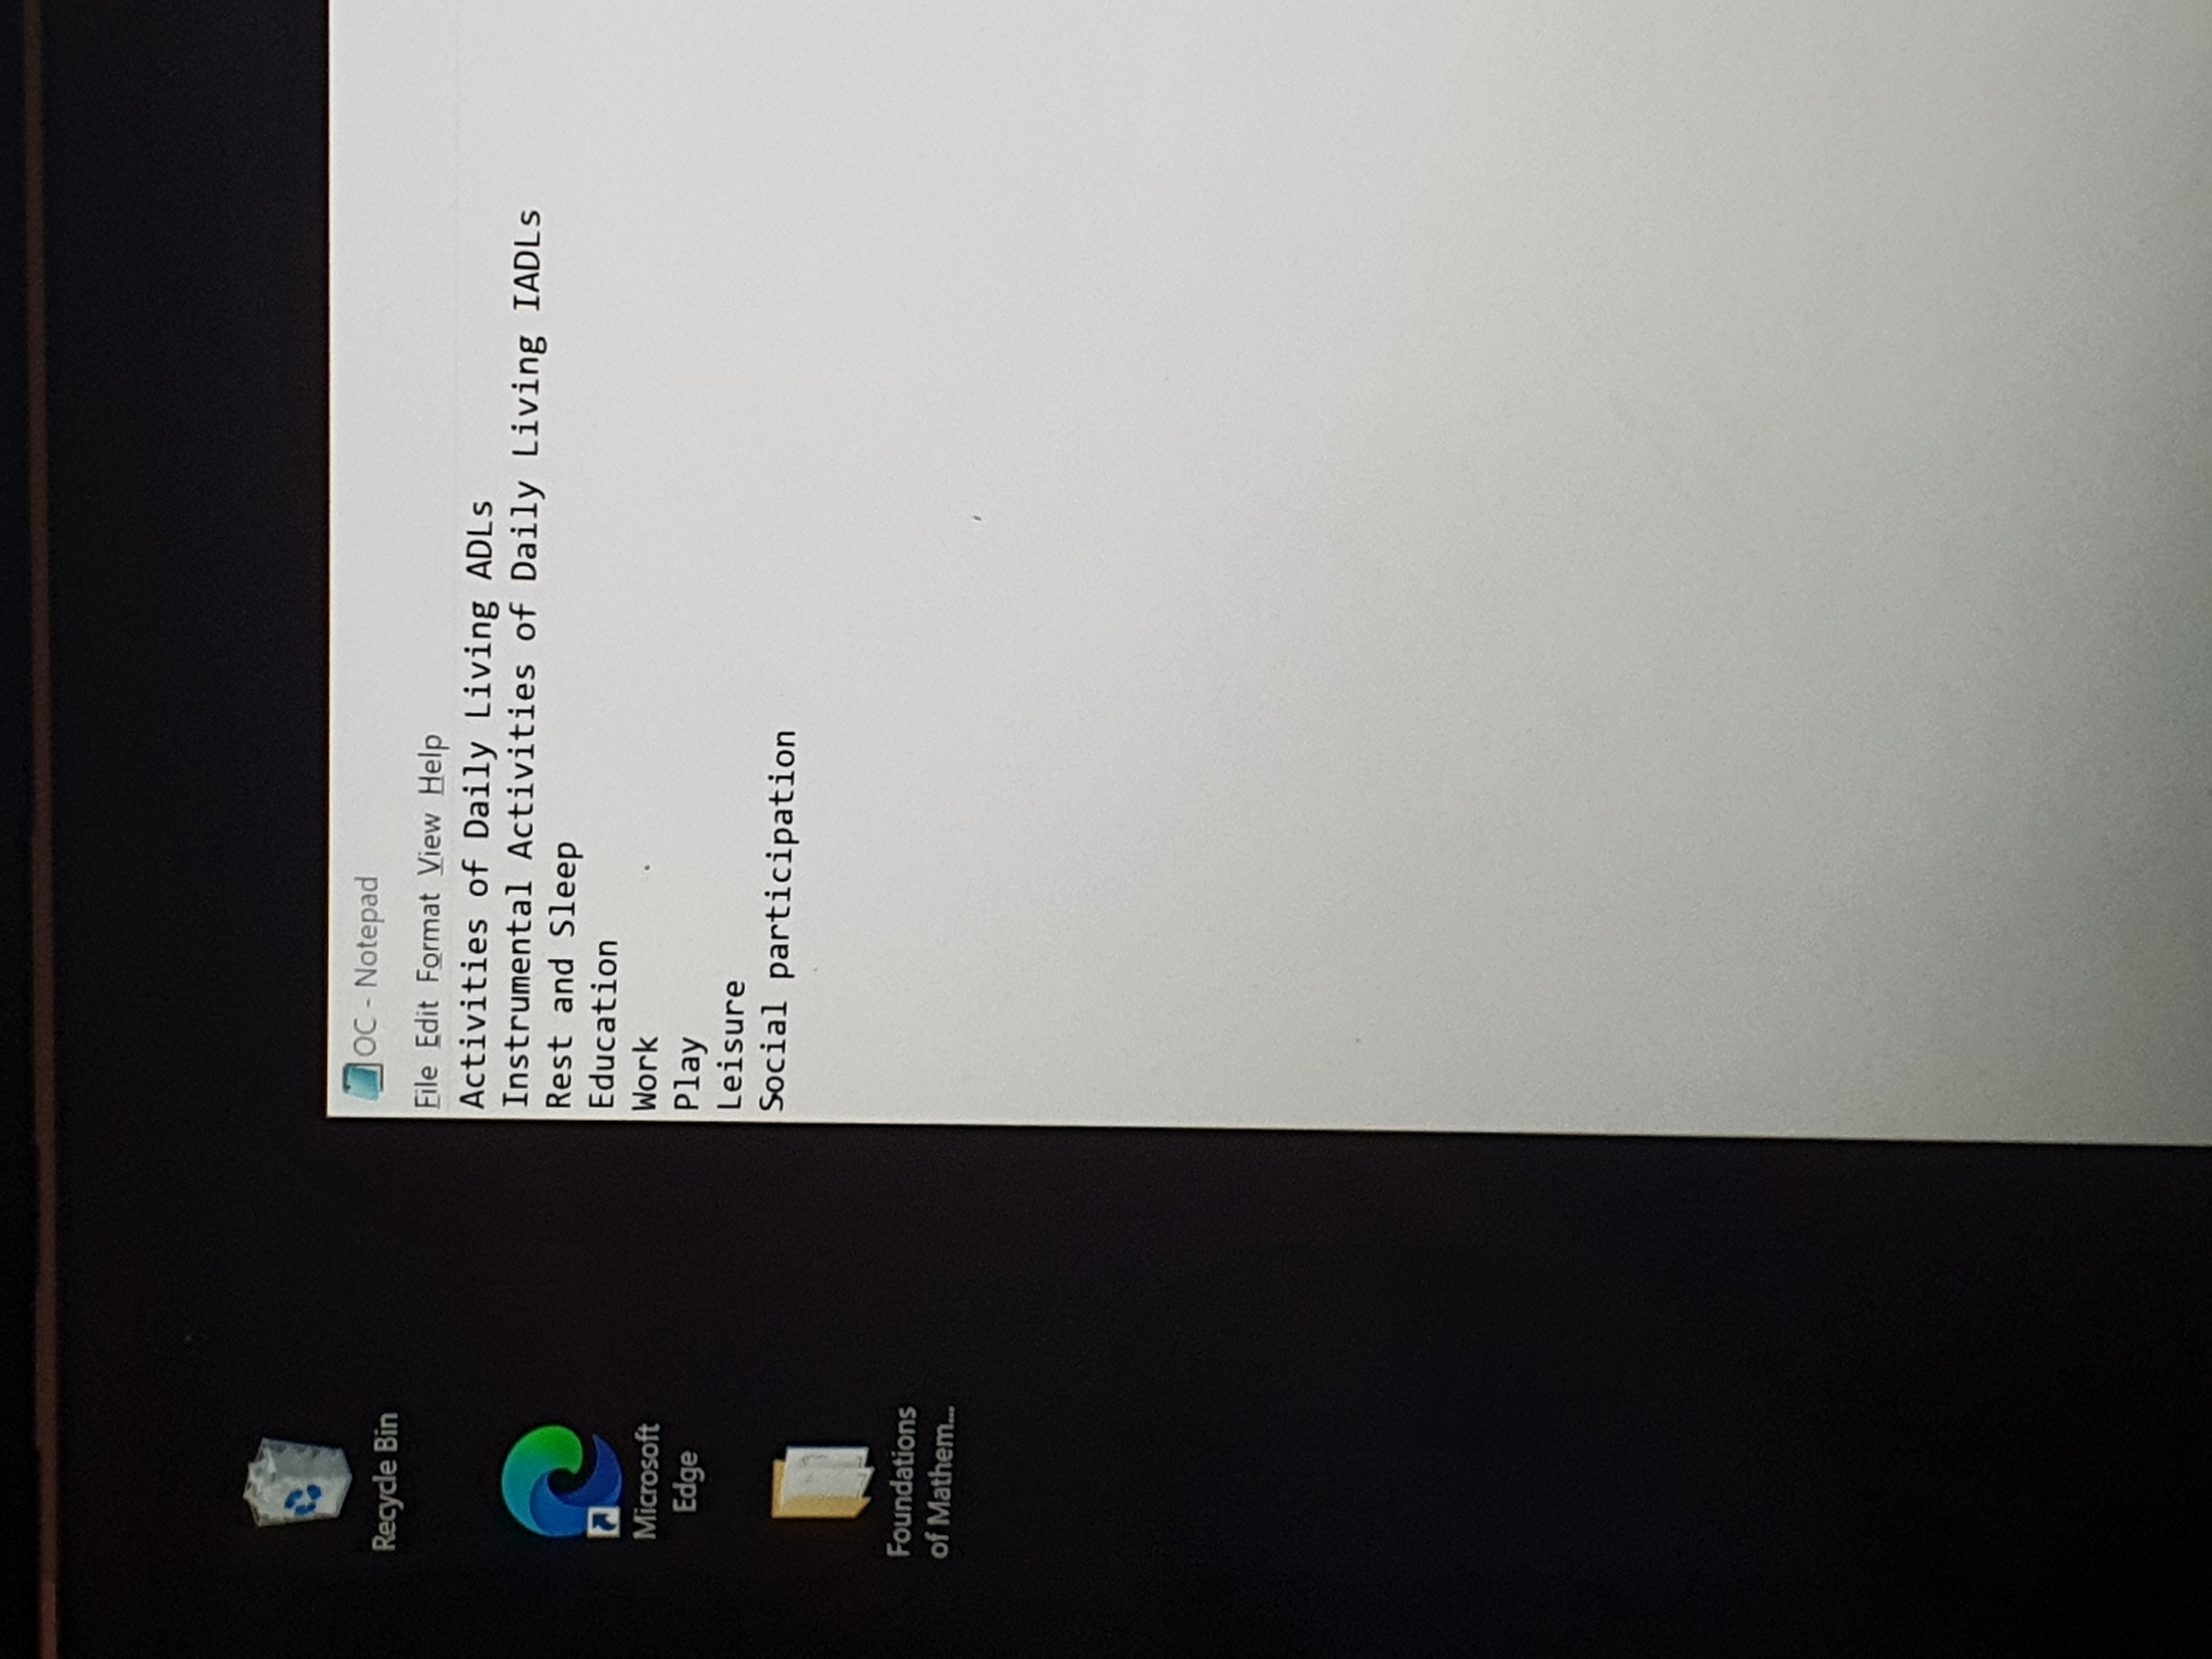 Recycle Bin
Microsoft
Edge
Foundations
of Mathem...
OC - Notepad
File Edit Format View Help
Activities of Daily Living ADLs
Instrumental Activities of Daily Living IADLs
Rest and Sleep
Education
Work
Play
Leisure
Social participation